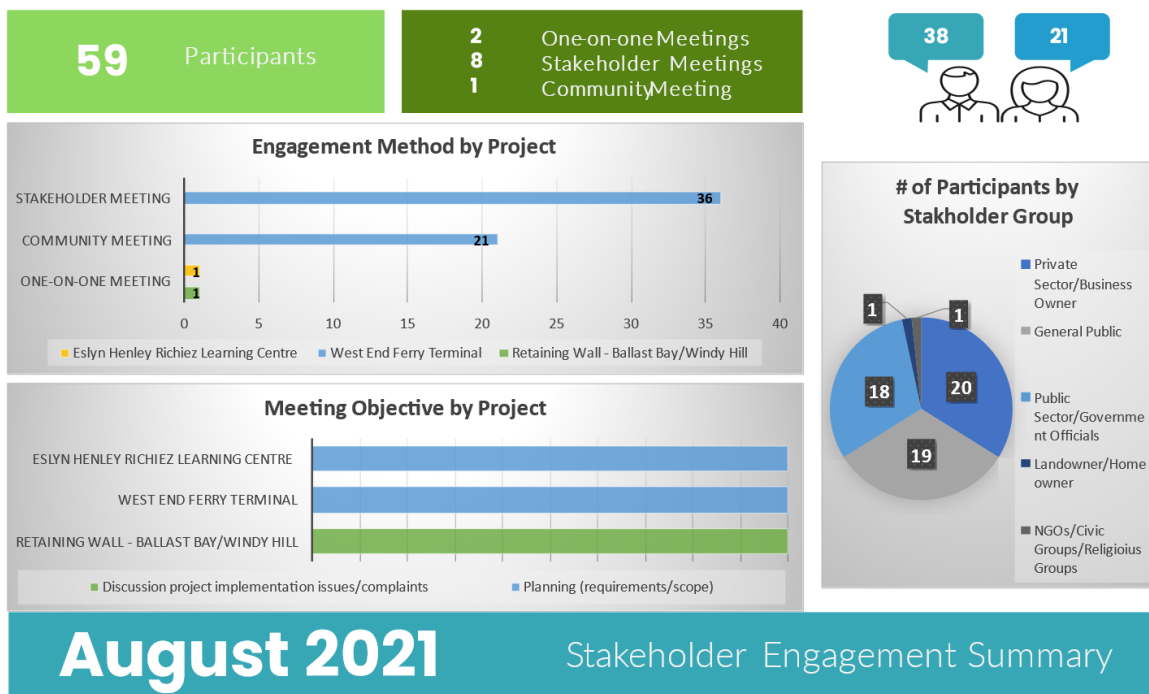 59 Participants
2 One-on-one Meetings
8 Stakeholder Meetings
1 Community Meeting
38 21
Engagement Method by Project
STAKEHOLDER MEETING 36
COMMUNITY MEETING 21
ONE-ON-ONE MEETING 1
1
0 5 10 15 20 25 30 35 40
Eslyn Henley Richiez Learning Centre West End Ferry Terminal Retaining Wall - Ballast Bay/Windy Hill
Meeting Objective by Project
ESLYN HENLEY RICHIEZ LEARNING CENTRE
WEST END FERRY TERMINAL
RETAINING WALL - BALLAST BAY/WINDY HILL
Discussion project implementation issues/complaints Planning (requirements/scope)
# of Participants by
Stakholder Group
1 1
18 20
19
Private
Sector/Business
Owner
General Public
Public
Sector/Governme
nt Officials
Landowner/Home
owner
NGOs/Civic
Groups/Religioius
Groups
August 2021 Stakeholder Engagement Summary